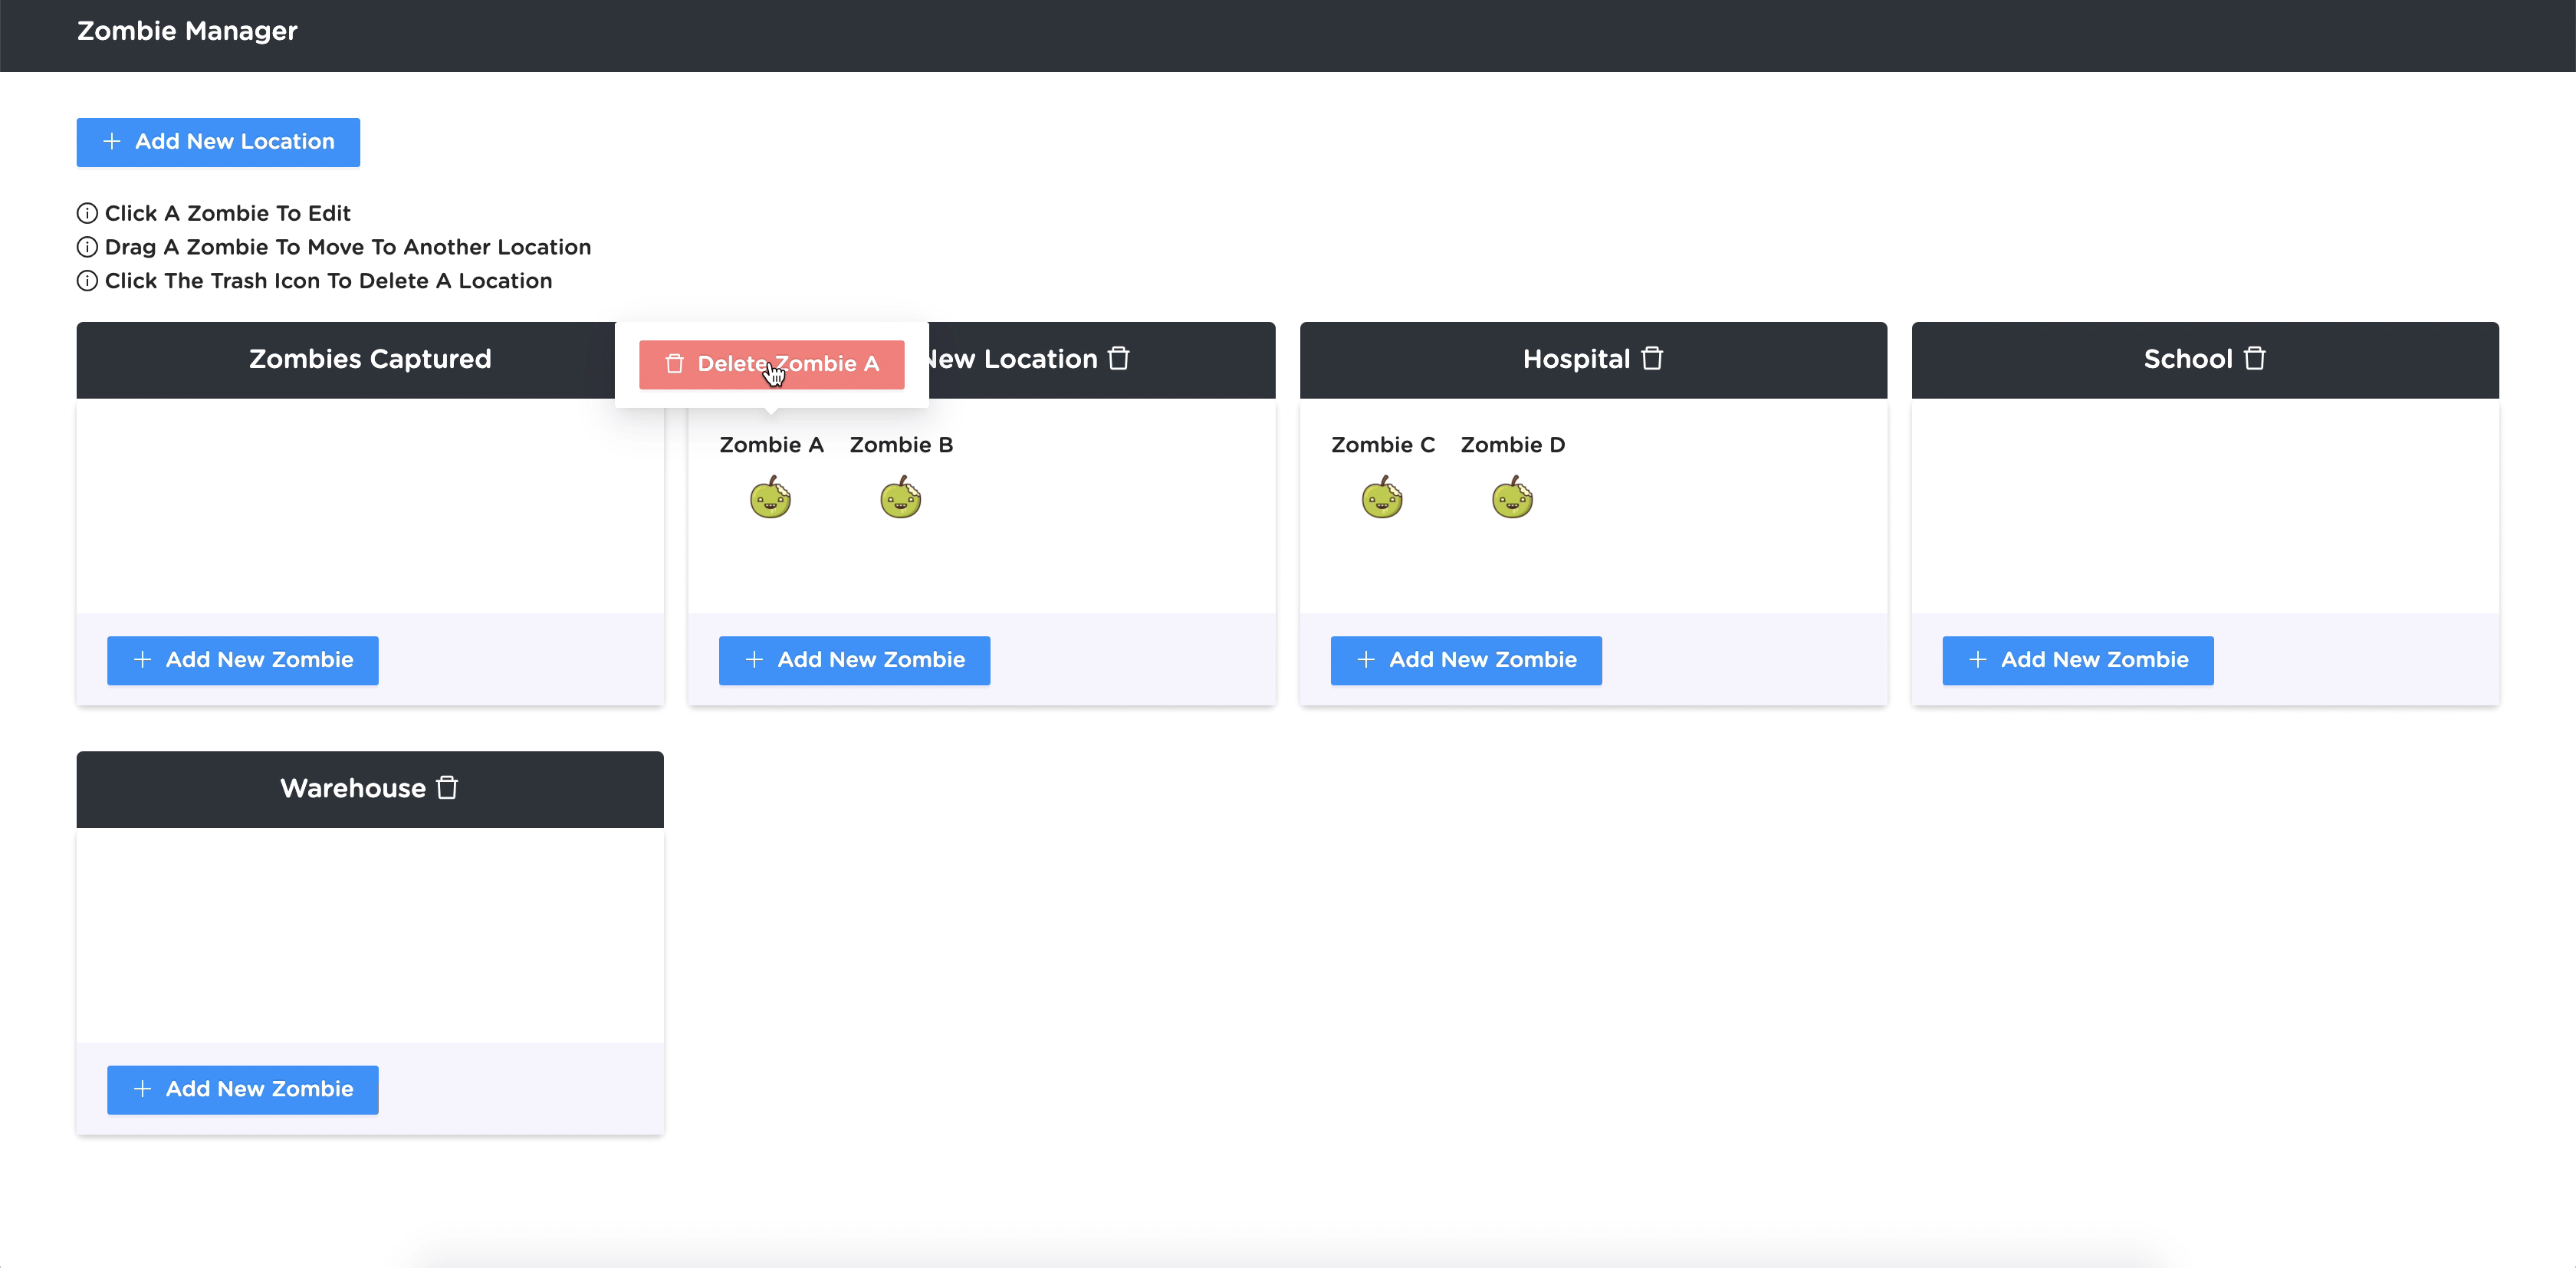 Zombie Manager
+ Add New Location
Click A Zombie To Edit
Drag A Zombie To Move To Another Location
Click The Trash Icon To Delete A Location
Zombies Captured
Delete Zombie A
New Location
Hospital
School
Zombie A
Zombie B
Zombie C
Zombie D
+ Add New Zombie
+ Add New Zombie
+ Add New Zombie
+ Add New Zombie
Warehouse
+ Add New Zombie